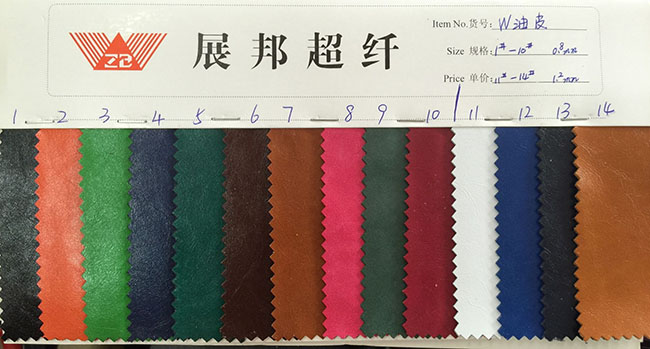 ZB
展邦超纤
Item No.货号: W油皮
Size 规格: 1#-10# 0.8mm
Price 单价: 11#-14# 1.2mm
1 2 3 4 5 6 7 8 9 10 11 12 13 14